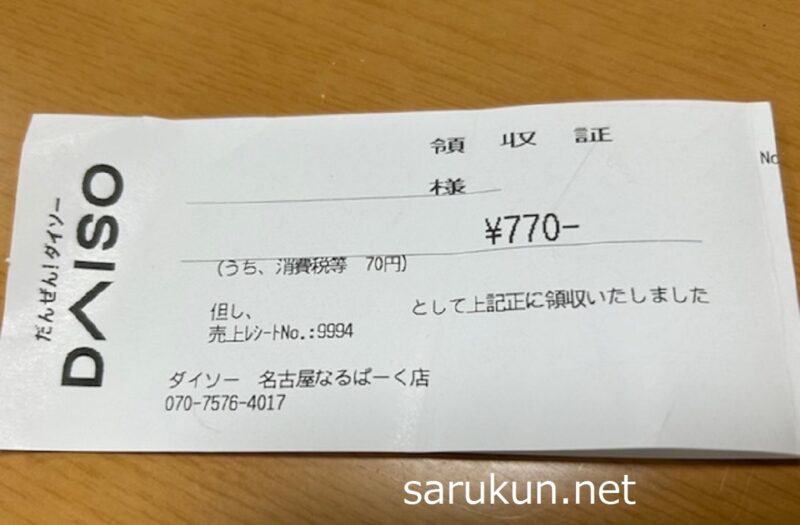 だんぜん!ダイソー
DAISO
領収証
No
様
¥770-
(うち、消費税等 70円)
但し、 として上記正に領収いたしました
売上レシートNo.:9994
ダイソー 名古屋なるぱーく店
070-7576-4017
sarukun.net